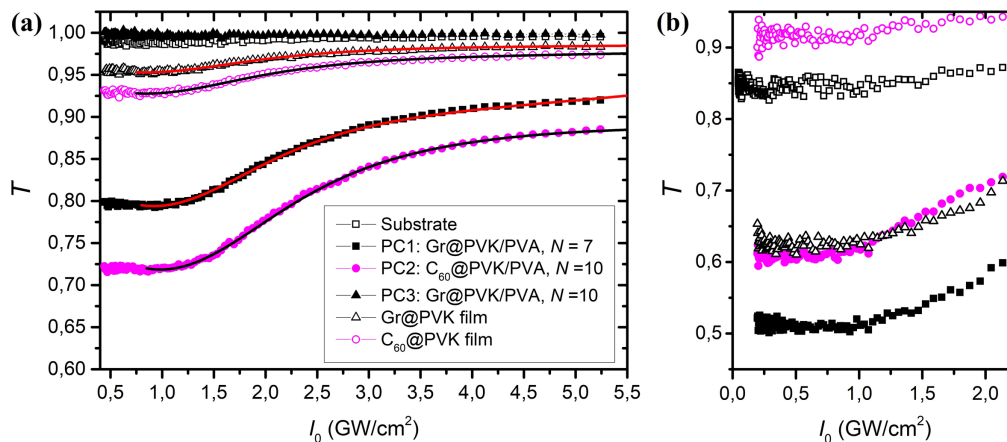 (a)
1,00
0,95
0,90
0,85
0,80
0,75
0,70
0,65
0,60
T
0,5 1,0 1,5 2,0 2,5 3,0 3,5 4,0 4,5 5,0 5,5
I₀ (GW/cm²)
Substrate
PC1: Gr@PVK/PVA, N = 7
PC2: C₆₀@PVK/PVA, N =10
PC3: Gr@PVK/PVA, N =10
Gr@PVK film
C₆₀@PVK film
(b)
0,9
0,8
0,7
0,6
0,5
T
0,0 0,5 1,0 1,5 2,0
I₀ (GW/cm²)